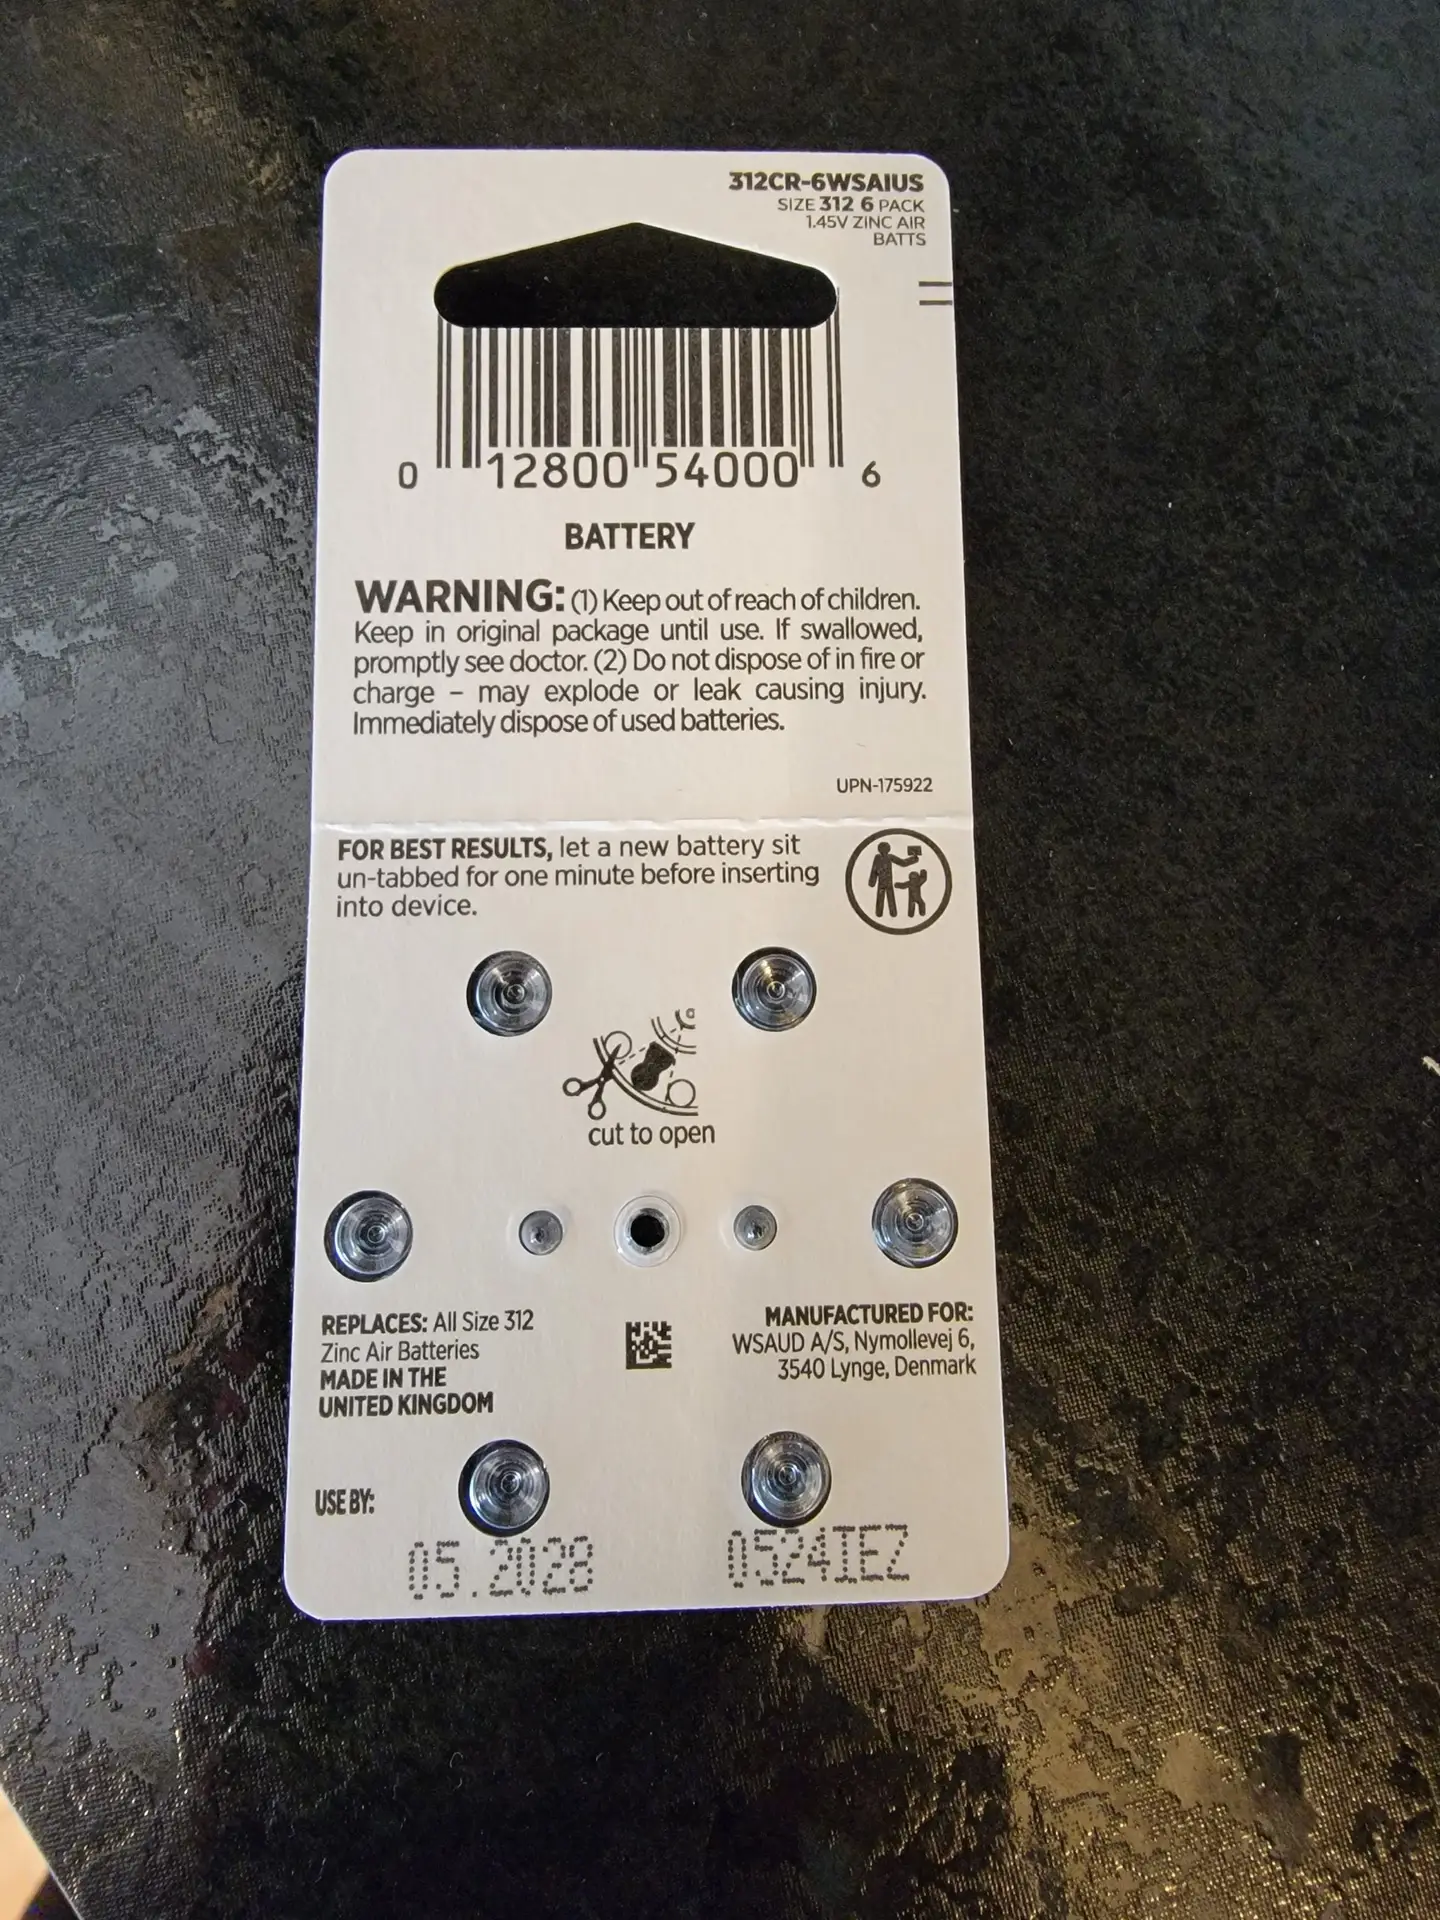 312CR-6WSAIUS
SIZE 312 6 PACK
1.45V ZINC AIR
BATTS
0 12800 54000 6
BATTERY
WARNING: (1) Keep out of reach of children.
Keep in original package until use. If swallowed,
promptly see doctor. (2) Do not dispose of in fire or
charge – may explode or leak causing injury.
Immediately dispose of used batteries.
UPN-175922
FOR BEST RESULTS, let a new battery sit
un-tabbed for one minute before inserting
into device.
cut to open
REPLACES: All Size 312
Zinc Air Batteries
MADE IN THE
UNITED KINGDOM
MANUFACTURED FOR:
WSAUD A/S, Nymollevej 6,
3540 Lynge, Denmark
USE BY:
05.2028
0524IEZ